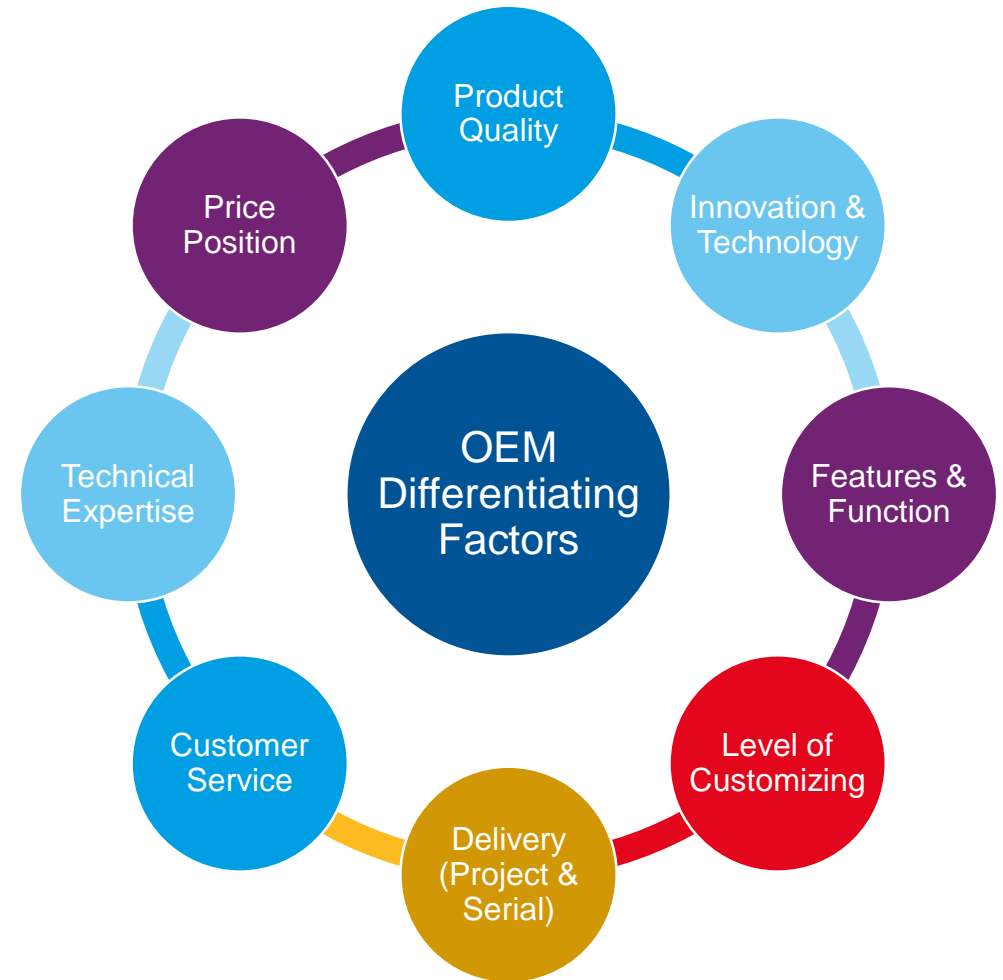 Product
Quality
Innovation &
Technology
Features &
Function
Level of
Customizing
Delivery
(Project &
Serial)
Customer
Service
Technical
Expertise
Price
Position
OEM
Differentiating
Factors